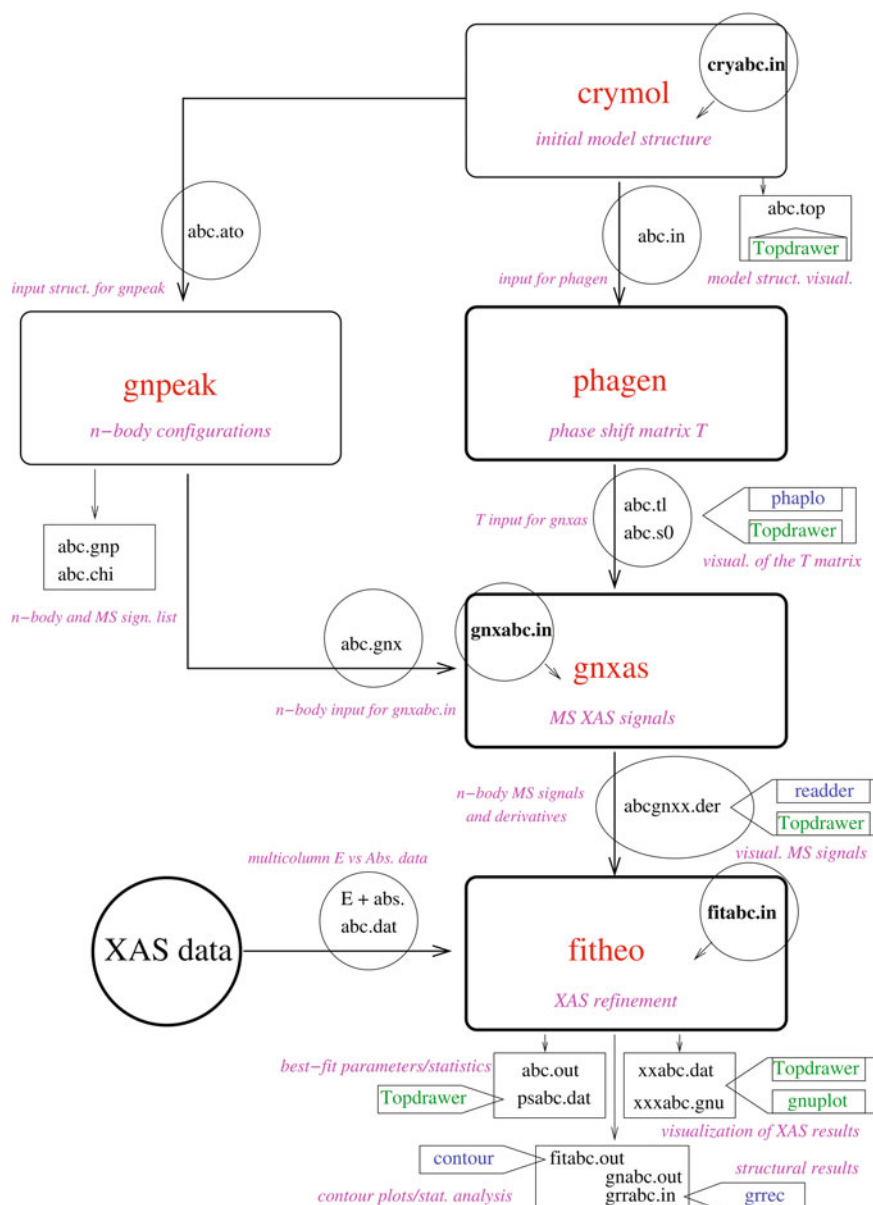 cryabc.in
crymol
initial model structure
abc.ato
abc.in
abc.top
Topdrawer
input struct. for gnpeak
input for phagen
model struct. visual.
gnpeak
n−body configurations
phagen
phase shift matrix T
abc.gnp
abc.chi
n−body and MS sign. list
T input for gnxas
abc.tl
abc.s0
phaplo
Topdrawer
visual. of the T matrix
abc.gnx
n−body input for gnxabc.in
gnxabc.in
gnxas
MS XAS signals
n−body MS signals
and derivatives
abcgnxx.der
readder
Topdrawer
visual. MS signals
multicolumn E vs Abs. data
XAS data
E + abs.
abc.dat
fitabc.in
fitheo
XAS refinement
best−fit parameters/statistics
Topdrawer
abc.out
psabc.dat
xxabc.dat
xxxabc.gnu
Topdrawer
gnuplot
visualization of XAS results
contour
contour plots/stat. analysis
fitabc.out
gnabc.out
grrabc.in
structural results
grrec